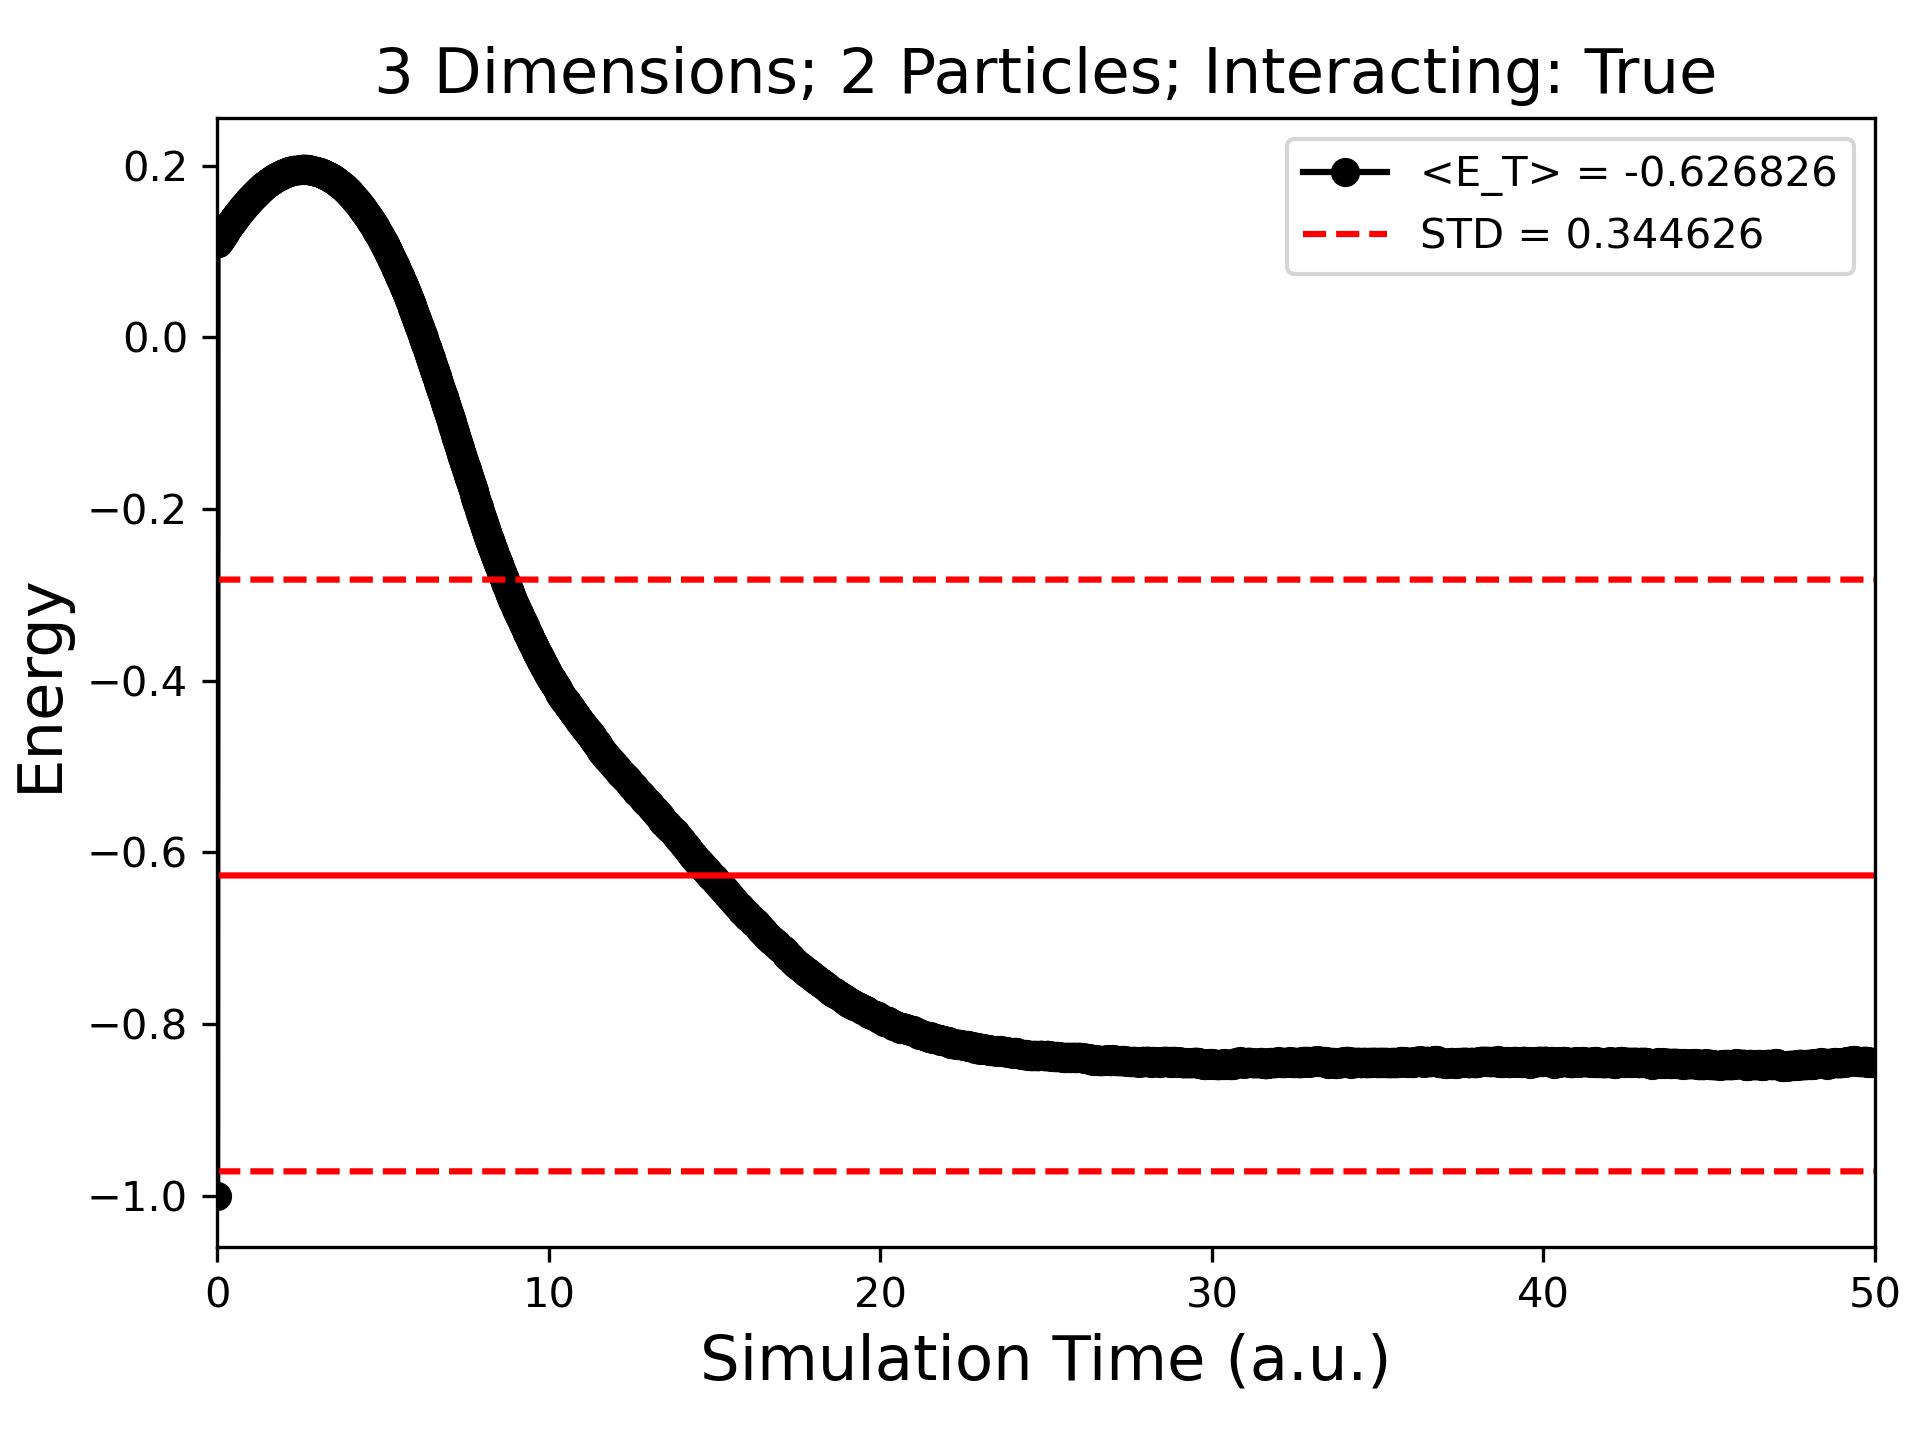 3 Dimensions; 2 Particles; Interacting: True
<E_T> = -0.626826
STD = 0.344626
Energy
0.2
0.0
−0.2
−0.4
−0.6
−0.8
−1.0
0 10 20 30 40 50
Simulation Time (a.u.)